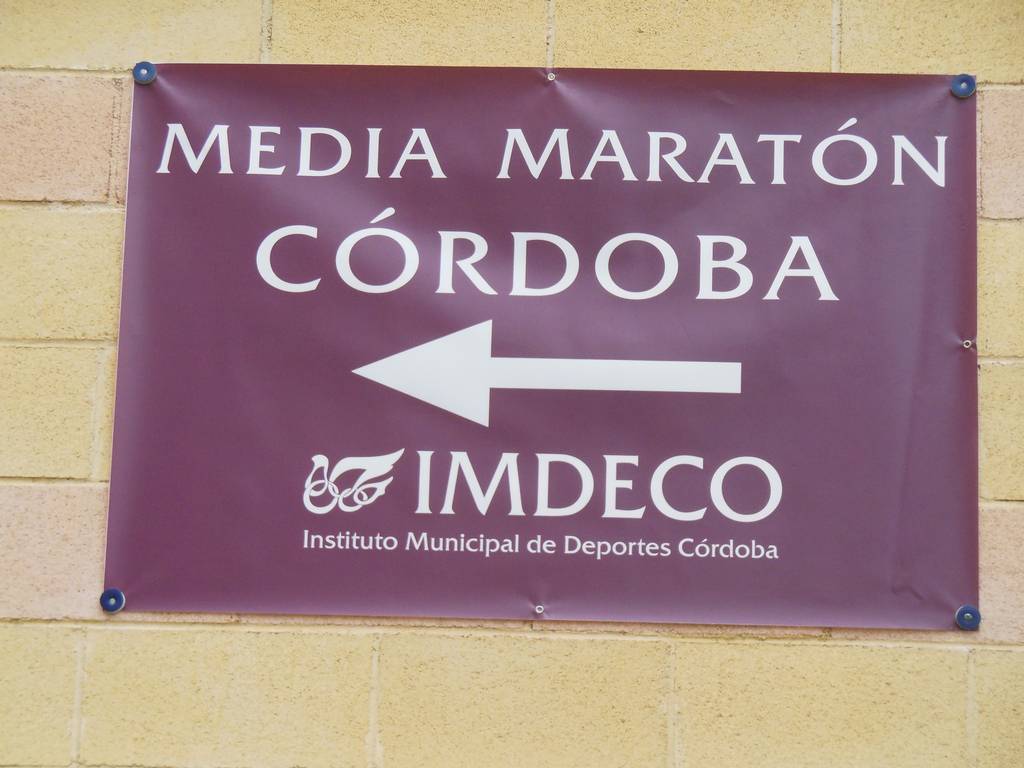 MEDIA MARATÓN
CÓRDOBA
IMDECO
Instituto Municipal de Deportes Córdoba